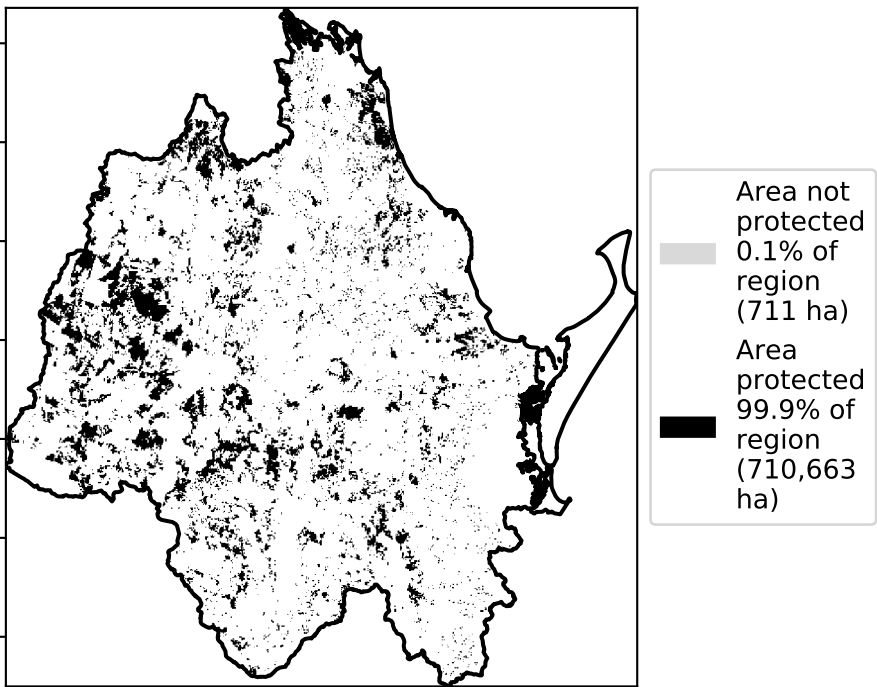 Area not
protected
0.1% of
region
(711 ha)
Area
protected
99.9% of
region
(710,663
ha)